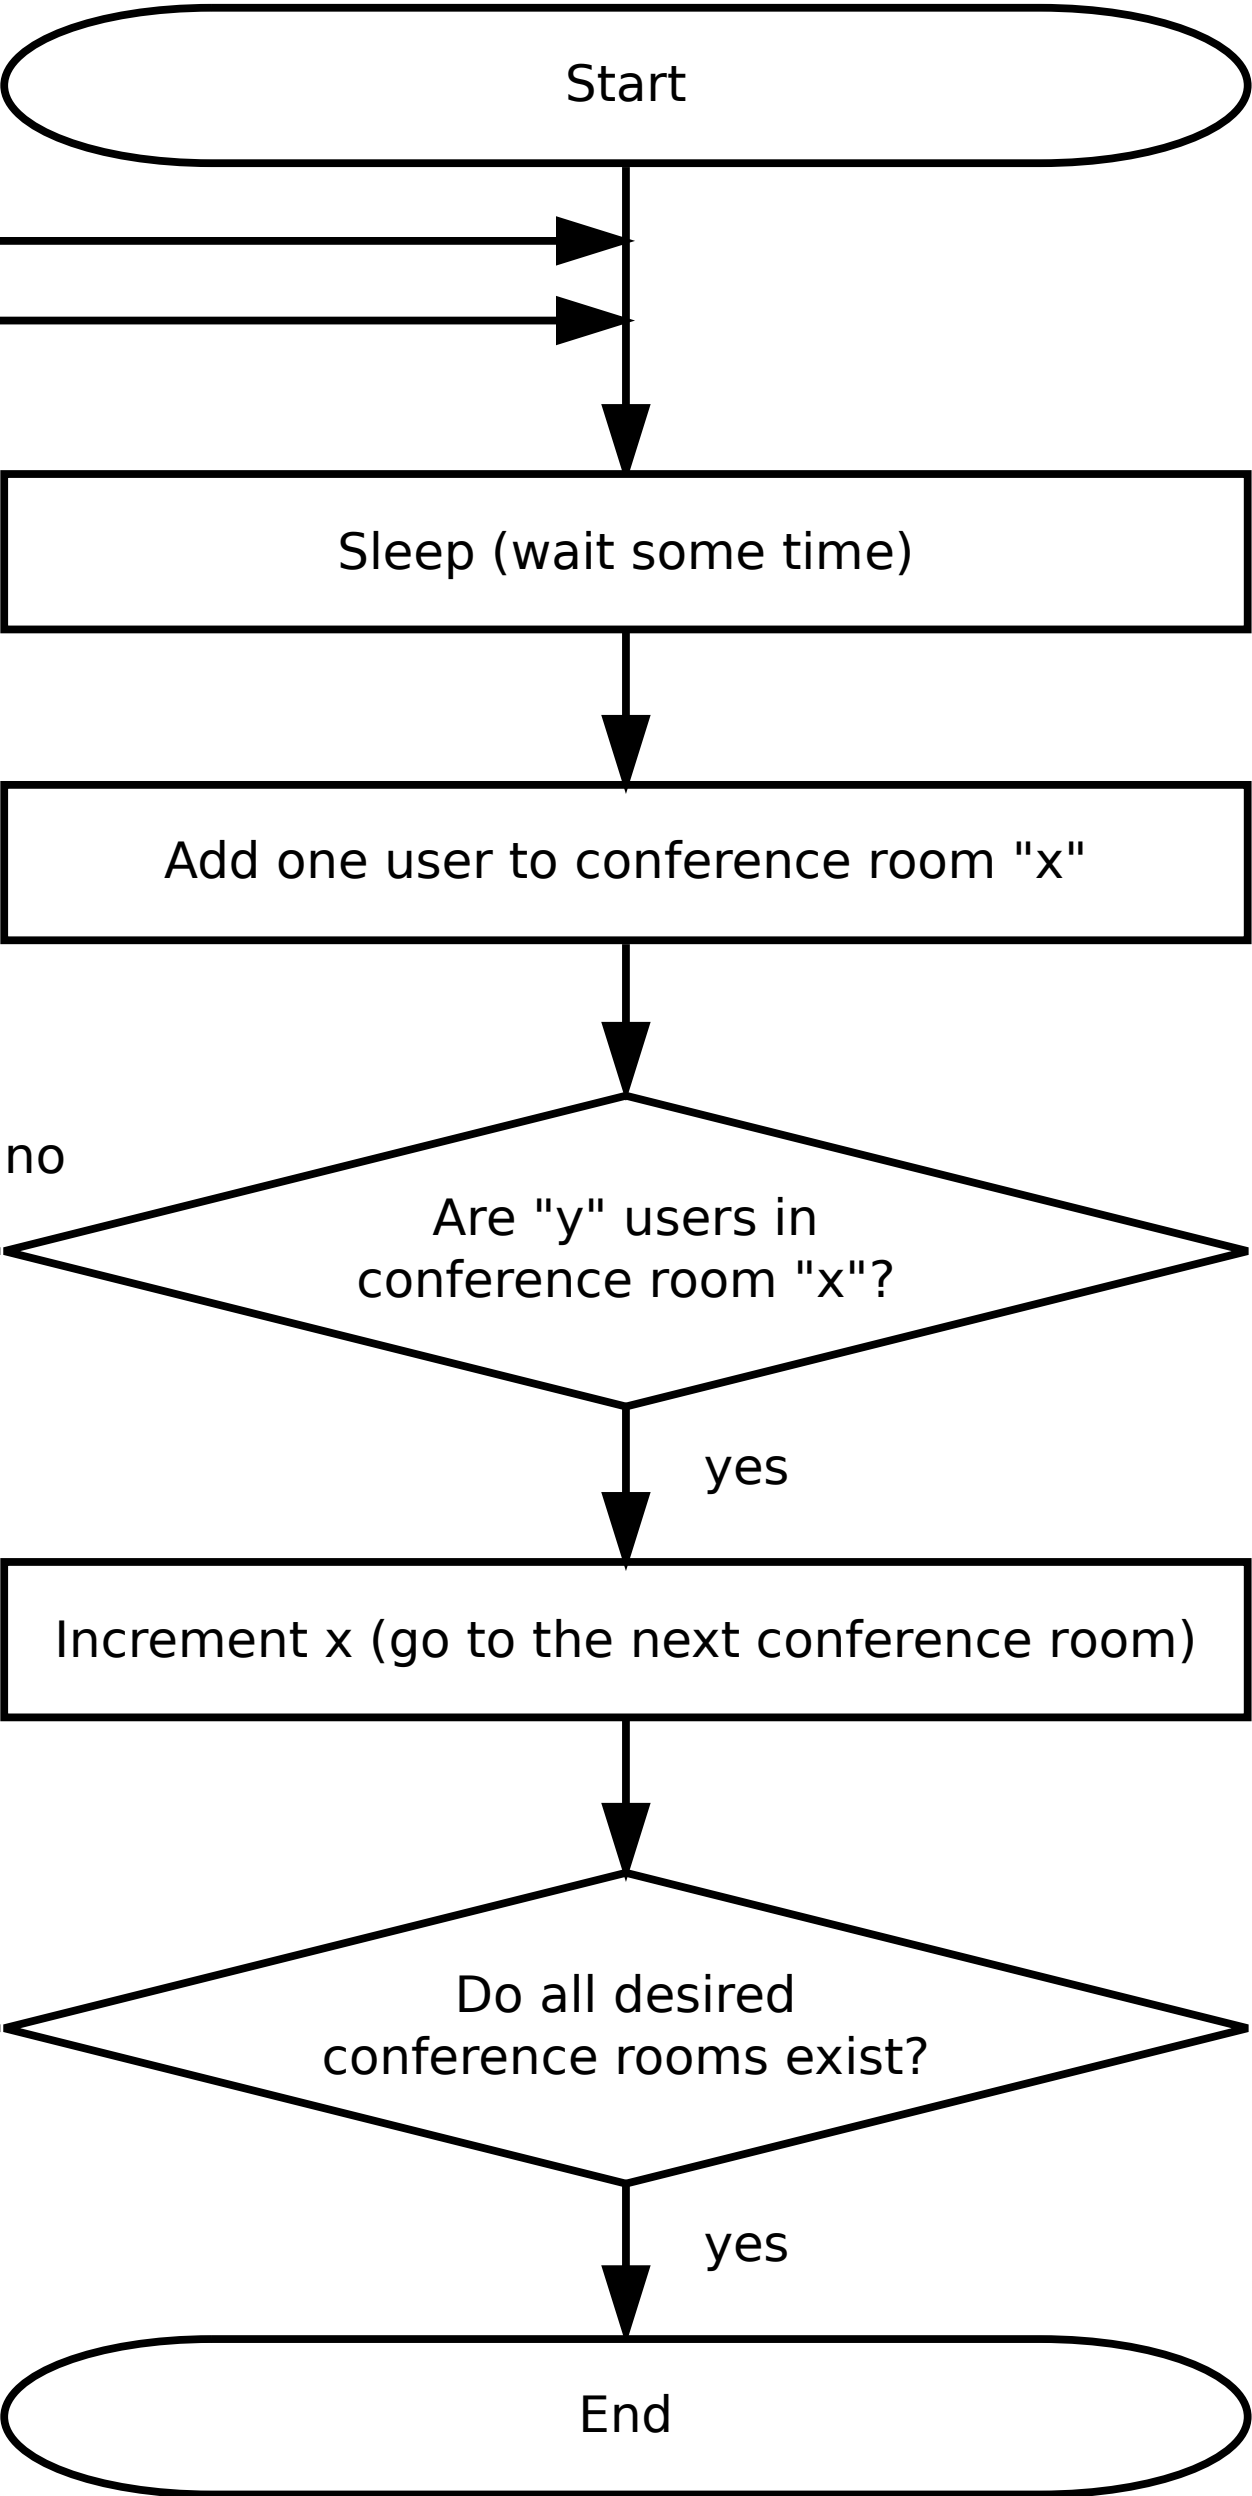 Start
Sleep (wait some time)
Add one user to conference room "x"
no
Are "y" users in
conference room "x"?
yes
Increment x (go to the next conference room)
Do all desired
conference rooms exist?
yes
End